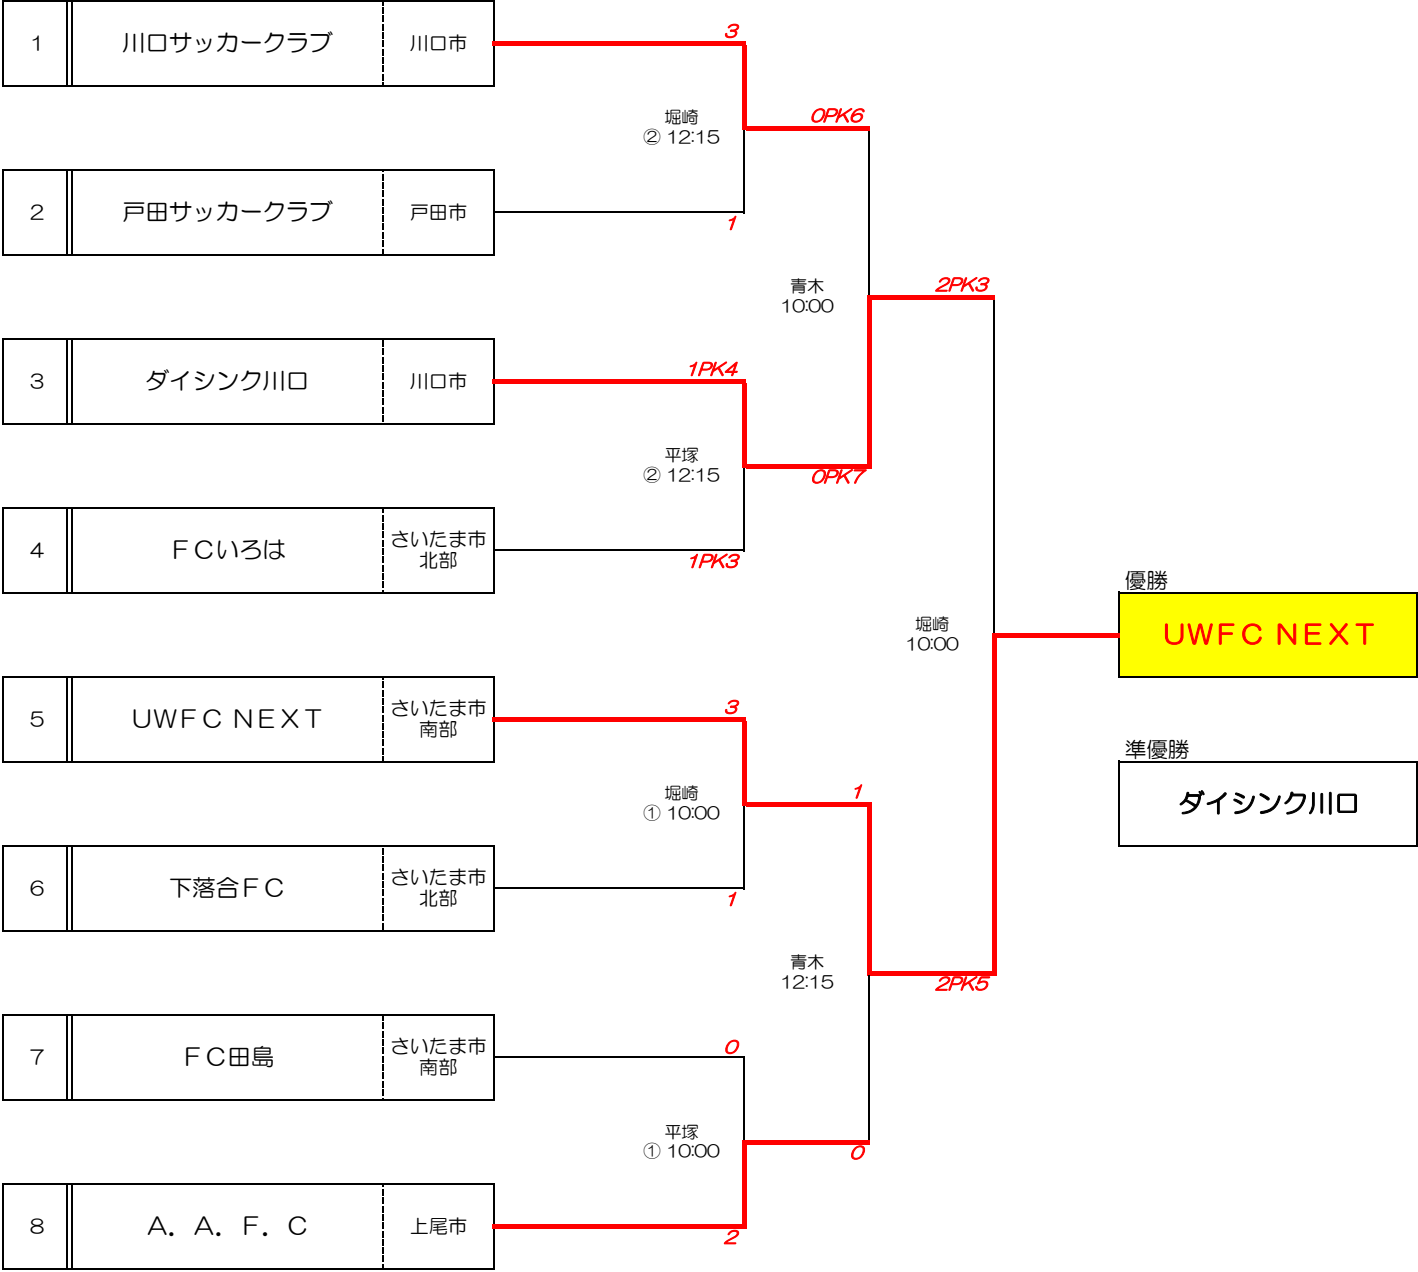 1 川口サッカークラブ 川口市
3
堀崎
② 12:15
0PK6
2 戸田サッカークラブ 戸田市
1
青木
10:00
2PK3
3 ダイシンク川口 川口市
1PK4
平塚
② 12:15
0PK7
4 ＦＣいろは さいたま市
北部
1PK3
堀崎
10:00
優勝
ＵＷＦＣ ＮＥＸＴ
5 ＵＷＦＣ ＮＥＸＴ さいたま市
南部
3
準優勝
ダイシンク川口
堀崎
① 10:00
1
6 下落合ＦＣ さいたま市
北部
1
青木
12:15
2PK5
7 ＦＣ田島 さいたま市
南部
0
平塚
① 10:00
0
8 Ａ．Ａ．Ｆ．Ｃ 上尾市
2